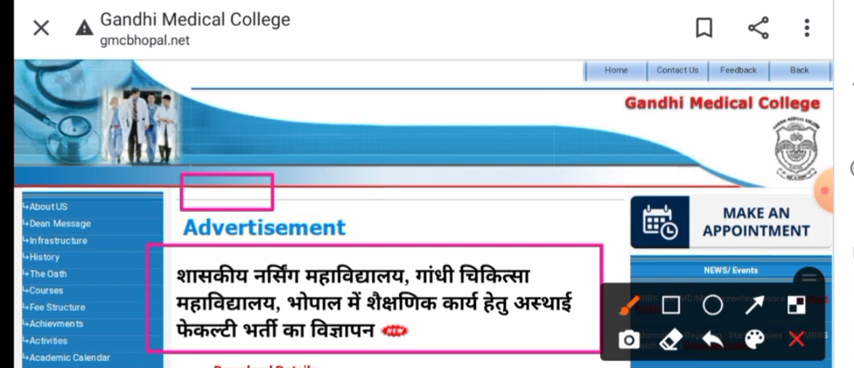 Gandhi Medical College
gmcbhopal.net
Home Contact Us Feedback Back
Gandhi Medical College
About US
Dean Message
Infrastructure
History
The Oath
Courses
Fee Structure
Achievments
Activities
Academic Calendar
Advertisement
शासकीय नर्सिंग महाविद्यालय, गांधी चिकित्सा
महाविद्यालय, भोपाल में शैक्षणिक कार्य हेतु अस्थाई
फेकल्टी भर्ती का विज्ञापन NEW
MAKE AN
APPOINTMENT
NEWS/ Events